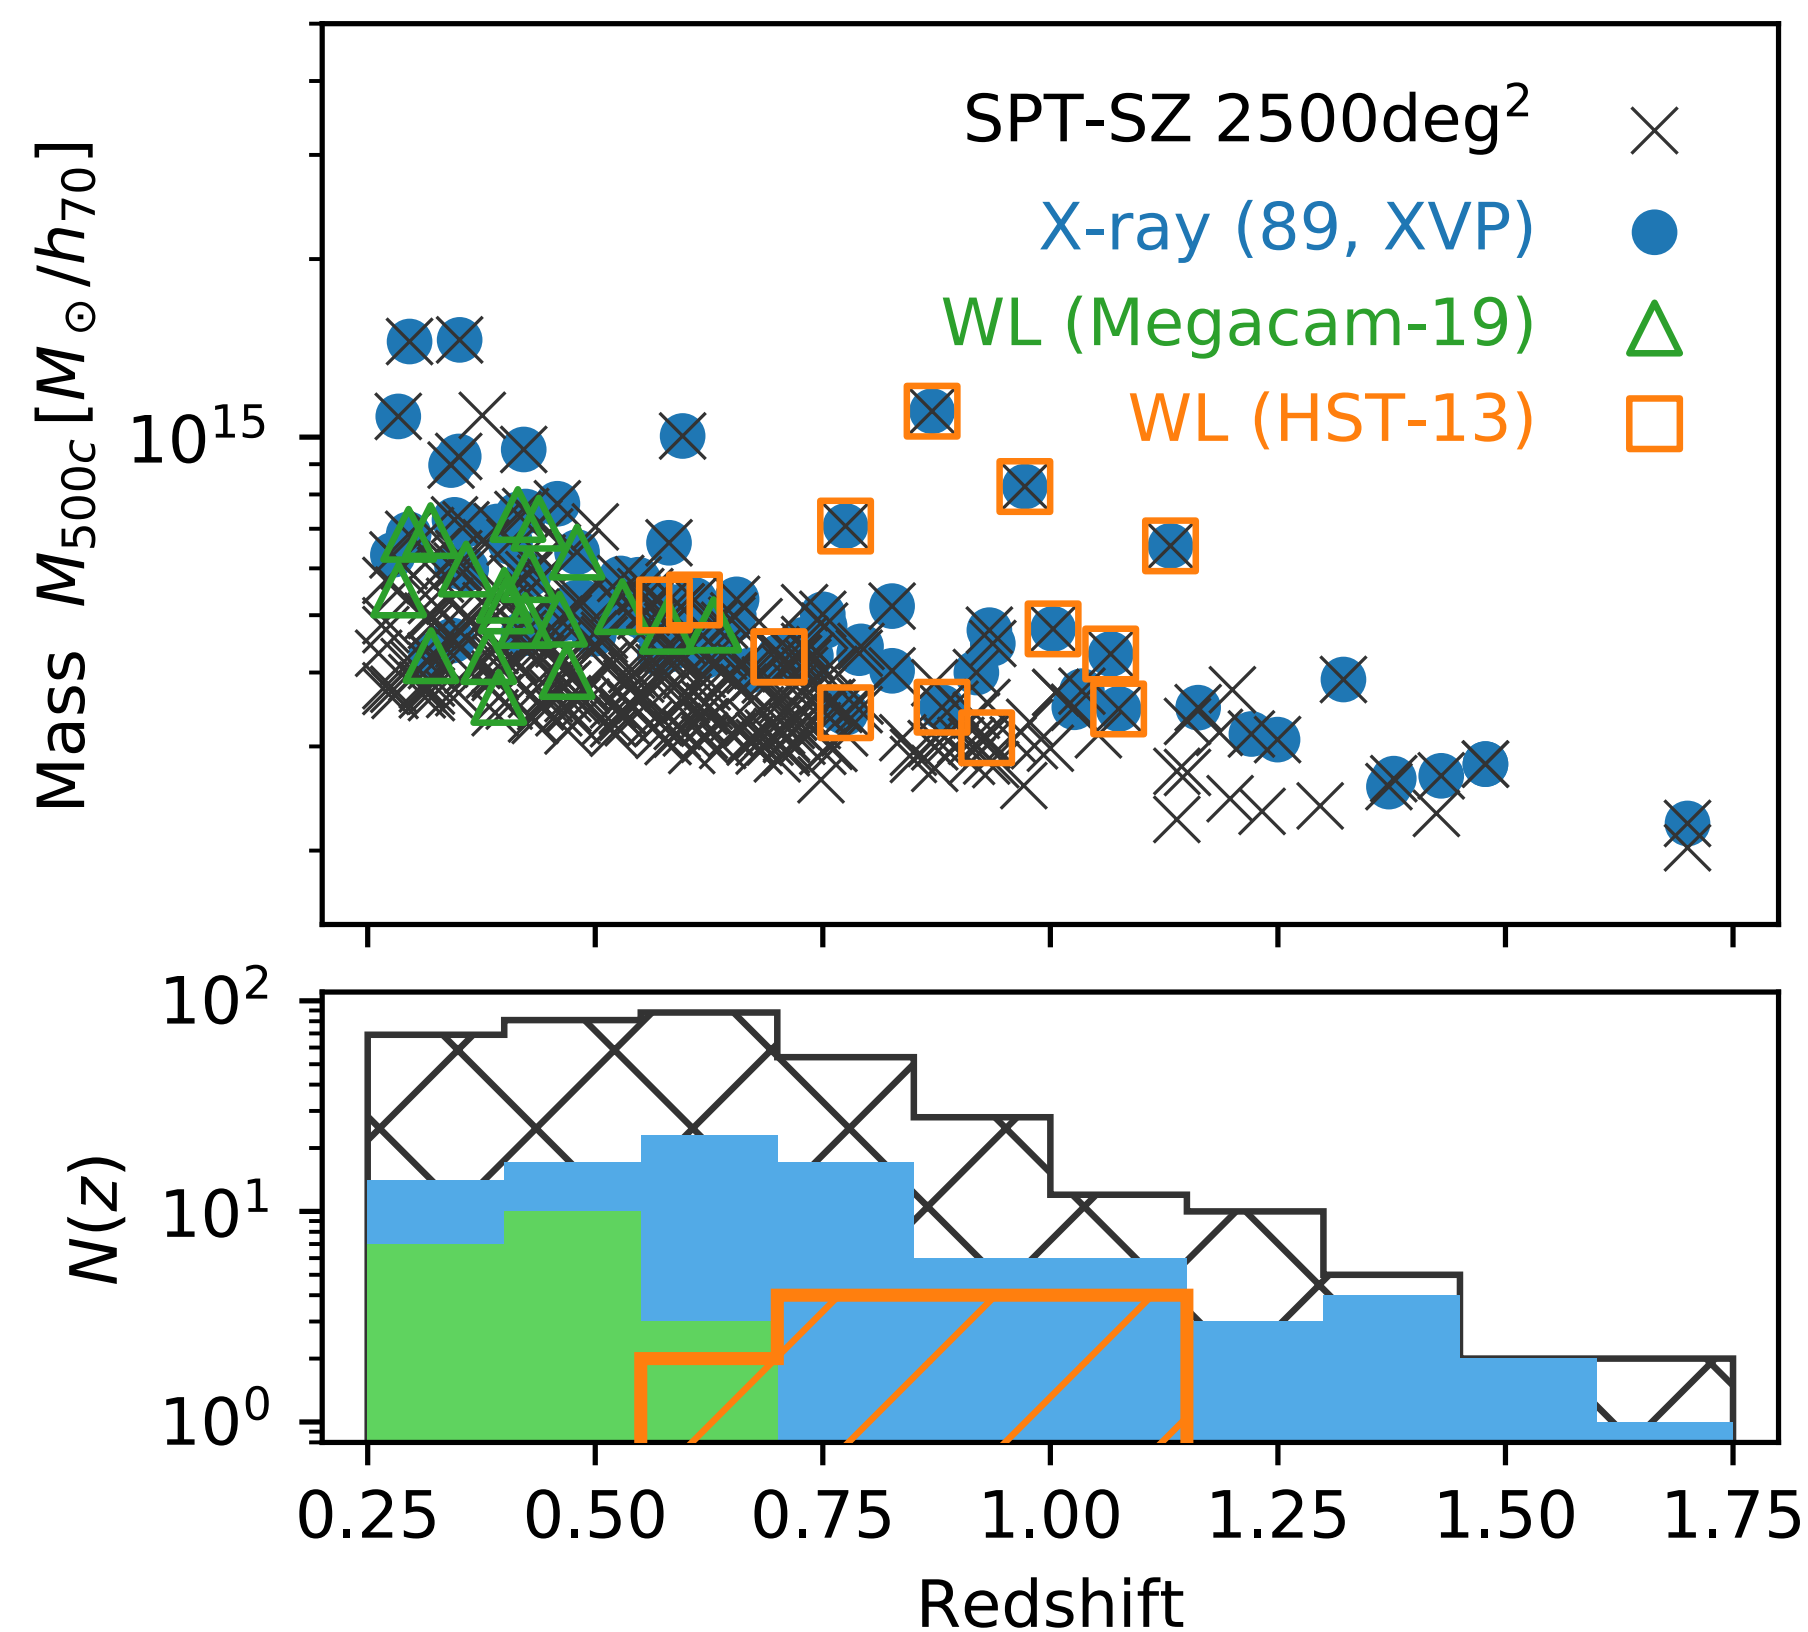 SPT-SZ 2500deg²
X-ray (89, XVP)
WL (Megacam-19)
WL (HST-13)
10¹⁵
Mass M₅₀₀c [M⊙/h₇₀]
10²
10¹
10⁰
N(z)
0.25 0.50 0.75 1.00 1.25 1.50 1.75
Redshift